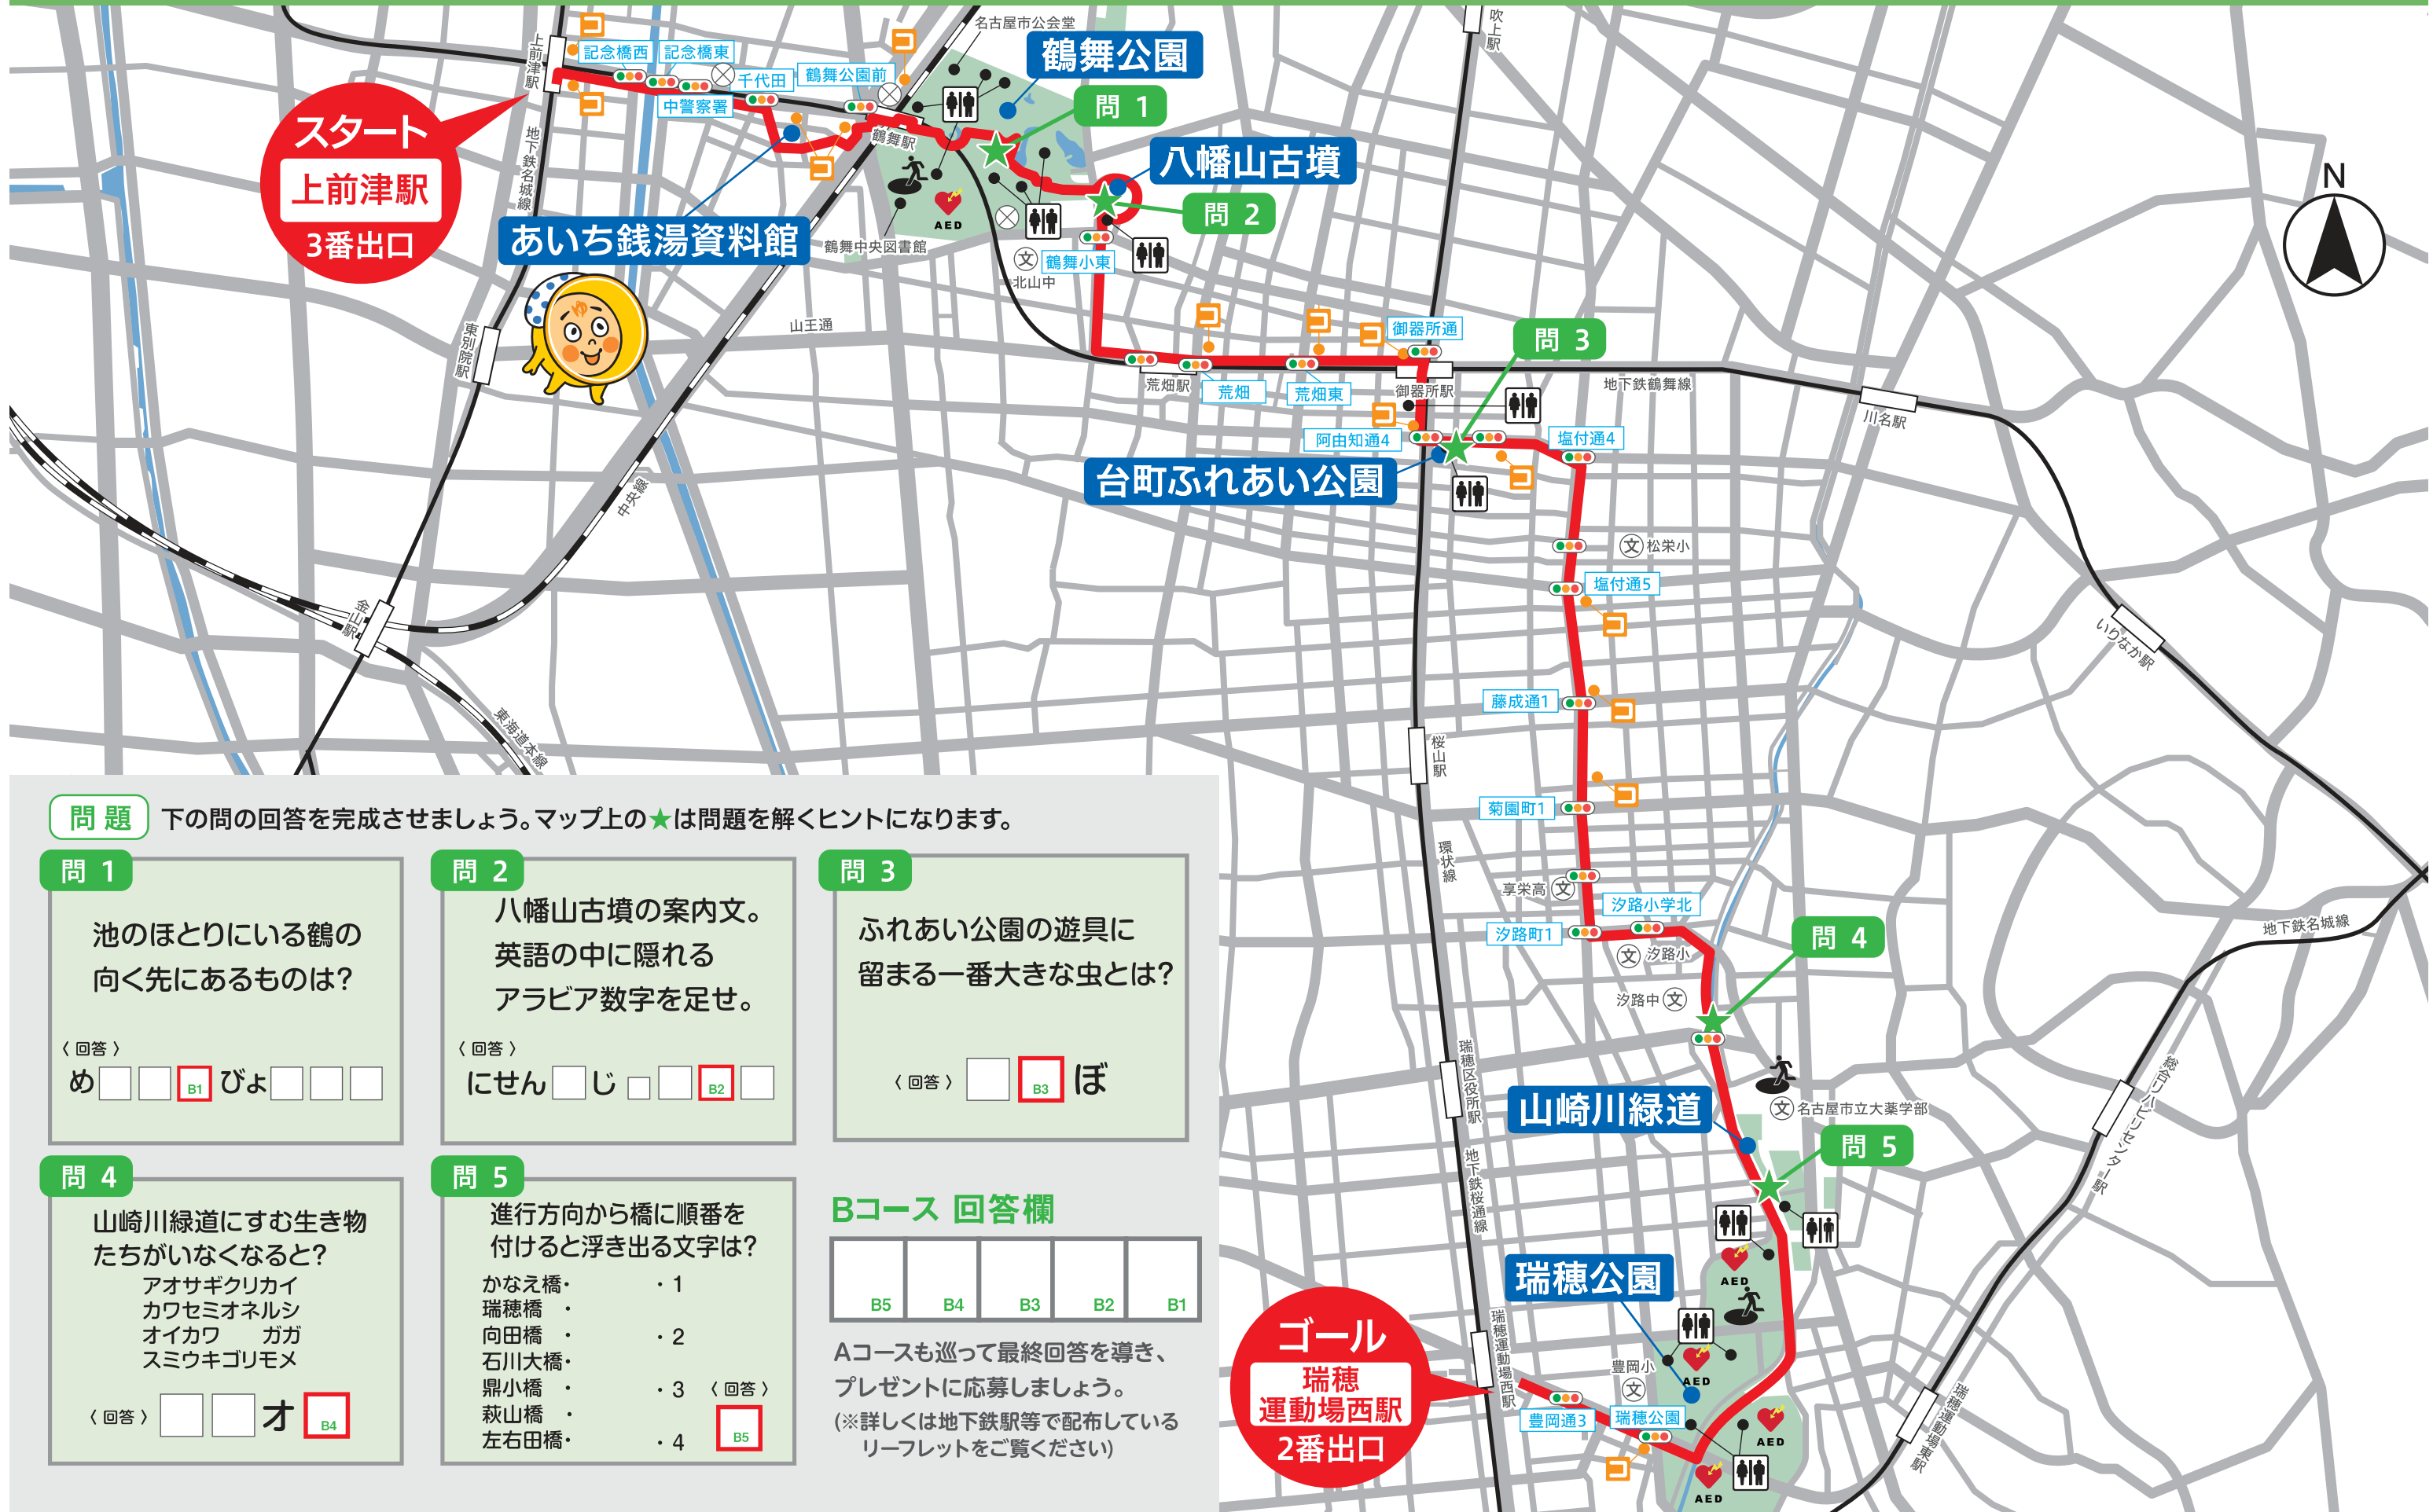 名古屋市公会堂
吹上駅
上前津駅
記念橋西
記念橋東
千代田
鶴舞公園前
中警察署
鶴舞公園
問 1
スタート
上前津駅
3番出口
地下鉄名城線
鶴舞駅
八幡山古墳
問 2
N
あいち銭湯資料館
ゆ
AED
鶴舞中央図書館
文
北山中
鶴舞小東
東別院駅
山王通
御器所通
問 3
荒畑駅
荒畑
荒畑東
御器所駅
地下鉄鶴舞線
川名駅
阿由知通4
塩付通4
台町ふれあい公園
中央線
文
松栄小
塩付通5
金山駅
いりなか駅
東海道本線
藤成通1
桜山駅
菊園町1
環状線
享栄高
文
汐路小学北
汐路町1
文
汐路小
問 4
地下鉄名城線
汐路中
文
瑞穂区役所駅
山崎川緑道
文
名古屋市立大薬学部
総合リハビリセンター駅
問 5
地下鉄桜通線
瑞穂公園
AED
ゴール
瑞穂
運動場西駅
2番出口
瑞穂運動場西駅
豊岡小
文
AED
豊岡通3
瑞穂公園
AED
AED
瑞穂運動場東駅
問題
下の問の回答を完成させましょう。マップ上の★は問題を解くヒントになります。
問 1
池のほとりにいる鶴の
向く先にあるものは?
〈 回答 〉
め B1 びょ
問 2
八幡山古墳の案内文。
英語の中に隠れる
アラビア数字を足せ。
〈 回答 〉
にせん じ B2
問 3
ふれあい公園の遊具に
留まる一番大きな虫とは?
〈 回答 〉 B3 ぼ
問 4
山崎川緑道にすむ生き物
たちがいなくなると?
アオサギクリカイ
カワセミオネルシ
オイカワ ガガ
スミウキゴリモメ
〈 回答 〉 オ B4
問 5
進行方向から橋に順番を
付けると浮き出る文字は?
かなえ橋・ ・1
瑞穂橋 ・
向田橋 ・ ・2
石川大橋・
鼎小橋 ・ ・3
萩山橋 ・
左右田橋・ ・4
〈 回答 〉
B5
Bコース 回答欄
B5 B4 B3 B2 B1
Aコースも巡って最終回答を導き、
プレゼントに応募しましょう。
(※詳しくは地下鉄駅等で配布している
リーフレットをご覧ください)